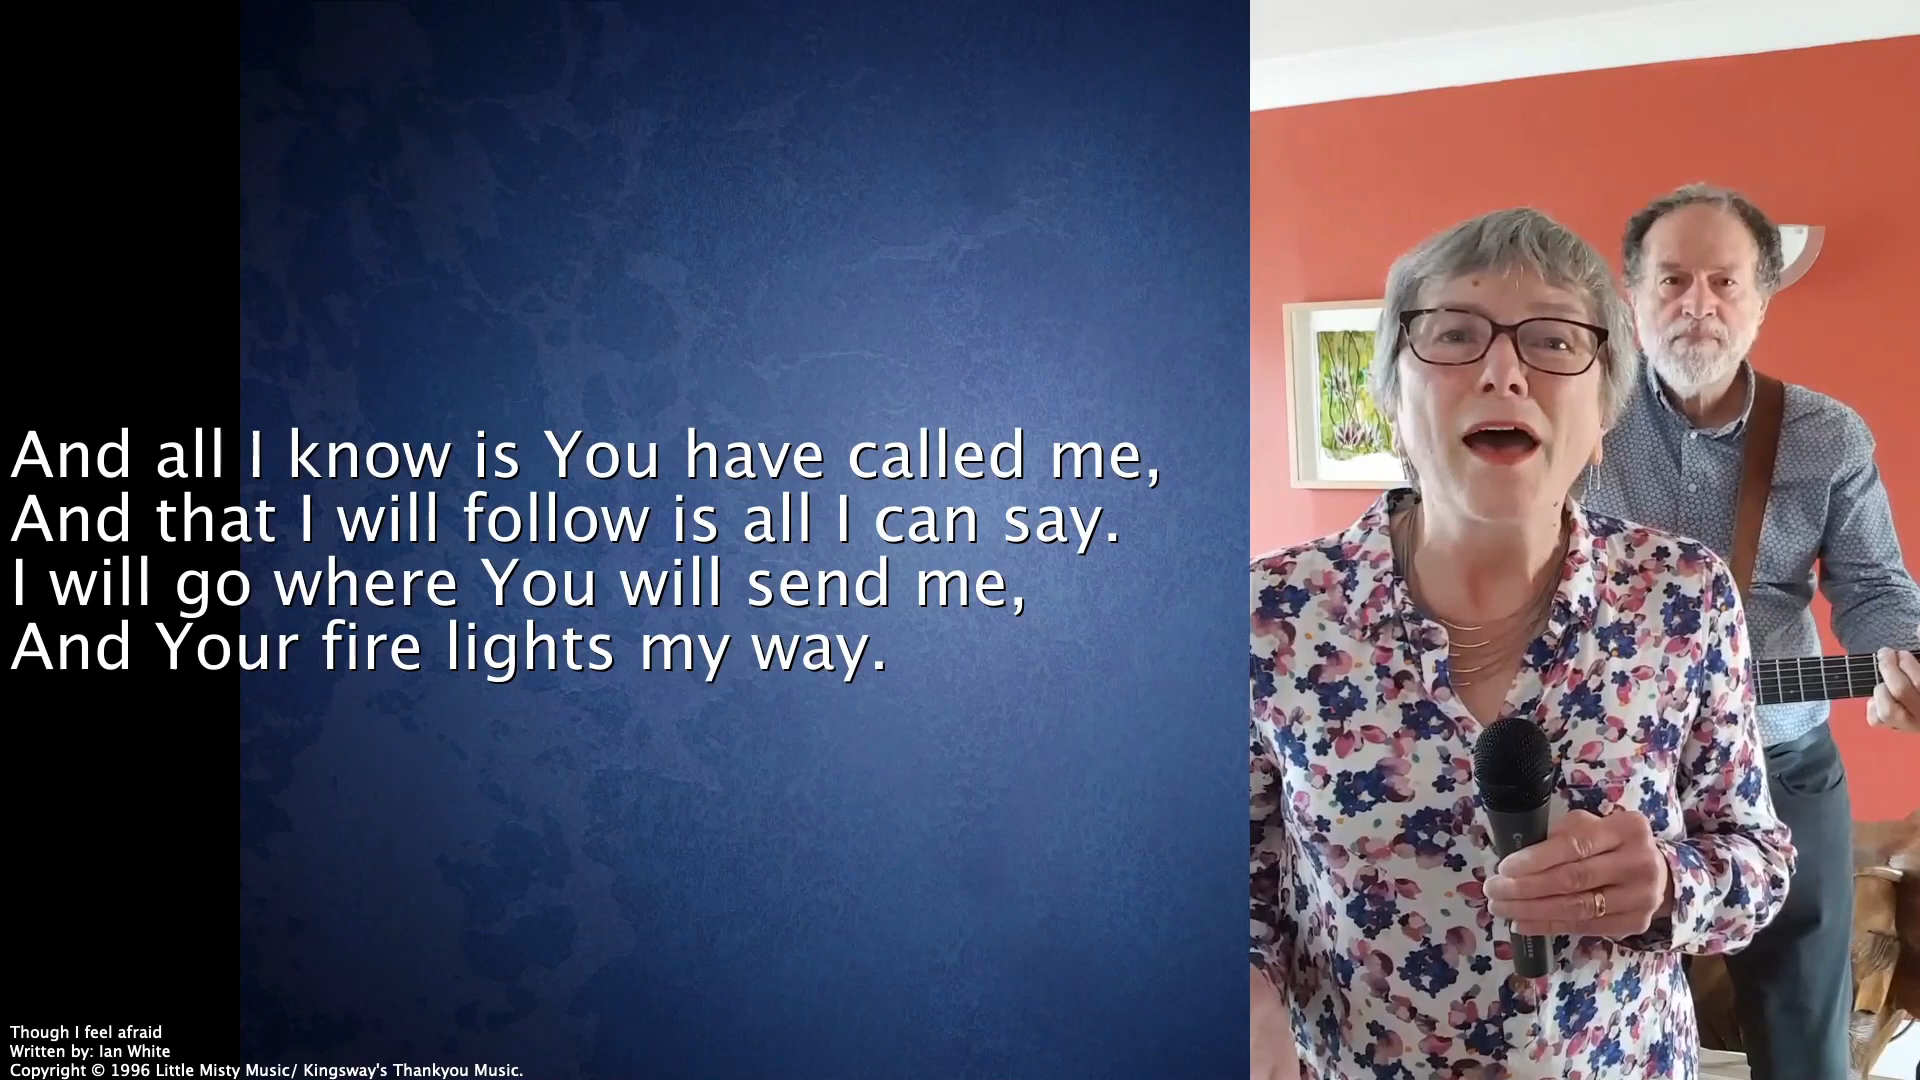 And all I know is You have called me,
And that I will follow is all I can say.
I will go where You will send me,
And Your fire lights my way.
Though I feel afraid
Written by: Ian White
Copyright © 1996 Little Misty Music/ Kingsway's Thankyou Music.